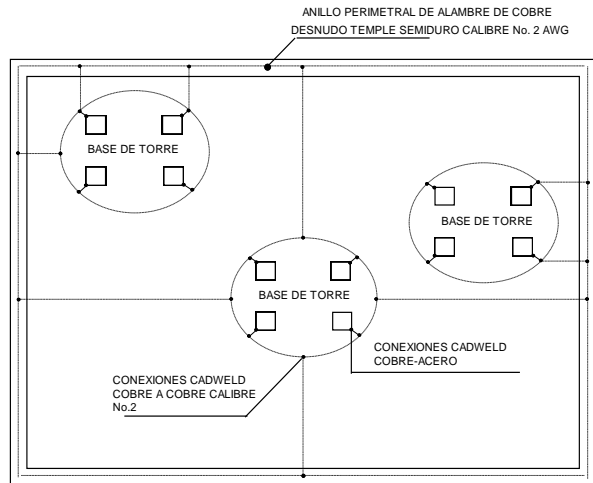 ANILLO PERIMETRAL DE ALAMBRE DE COBRE
DESNUDO TEMPLE SEMIDURO CALIBRE No. 2 AWG
BASE DE TORRE
BASE DE TORRE
BASE DE TORRE
CONEXIONES CADWELD
COBRE-ACERO
CONEXIONES CADWELD
COBRE A COBRE CALIBRE
No.2